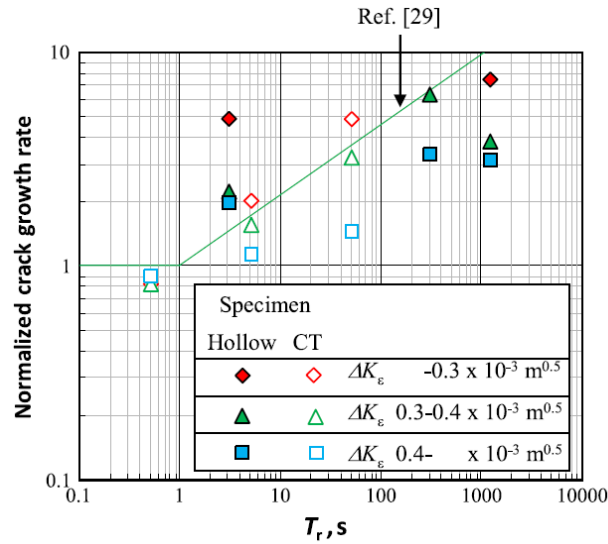 Ref. [29]
10
1
0.1
Normalized crack growth rate
Specimen
Hollow CT
ΔKε -0.3 x 10⁻³ m⁰·⁵
ΔKε 0.3-0.4 x 10⁻³ m⁰·⁵
ΔKε 0.4- x 10⁻³ m⁰·⁵
0.1 1 10 100 1000 10000
Tr, s